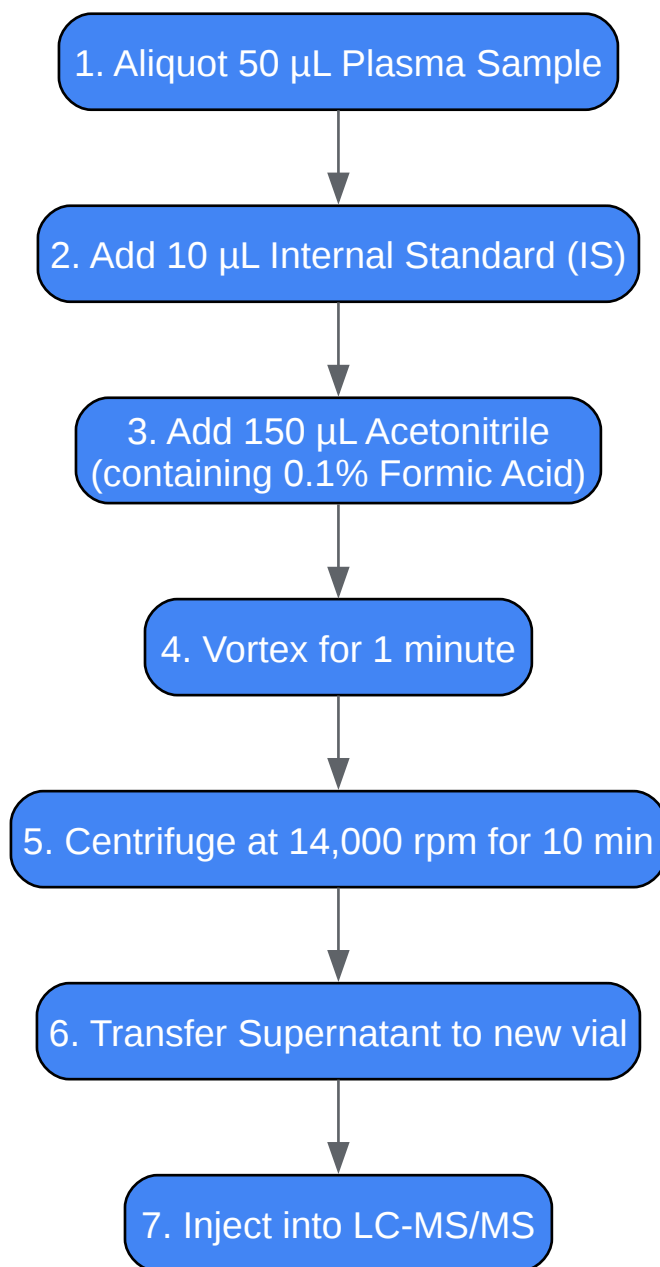 1. Aliquot 50 µL Plasma Sample
2. Add 10 µL Internal Standard (IS)
3. Add 150 µL Acetonitrile
(containing 0.1% Formic Acid)
4. Vortex for 1 minute
5. Centrifuge at 14,000 rpm for 10 min
6. Transfer Supernatant to new vial
7. Inject into LC-MS/MS